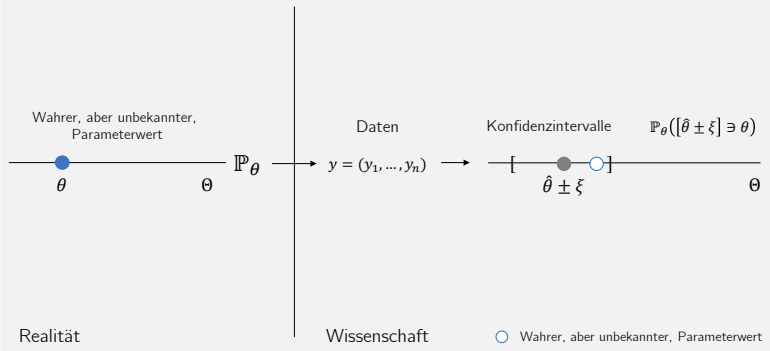 Wahrer, aber unbekannter,
Parameterwert
θ
Θ
ℙ_θ
Daten
y = (y₁, ..., yₙ)
Konfidenzintervalle
ℙ_θ([θ̂ ± ξ] ∋ θ)
[ ]
θ̂ ± ξ
Θ
Realität
Wissenschaft
Wahrer, aber unbekannter, Parameterwert